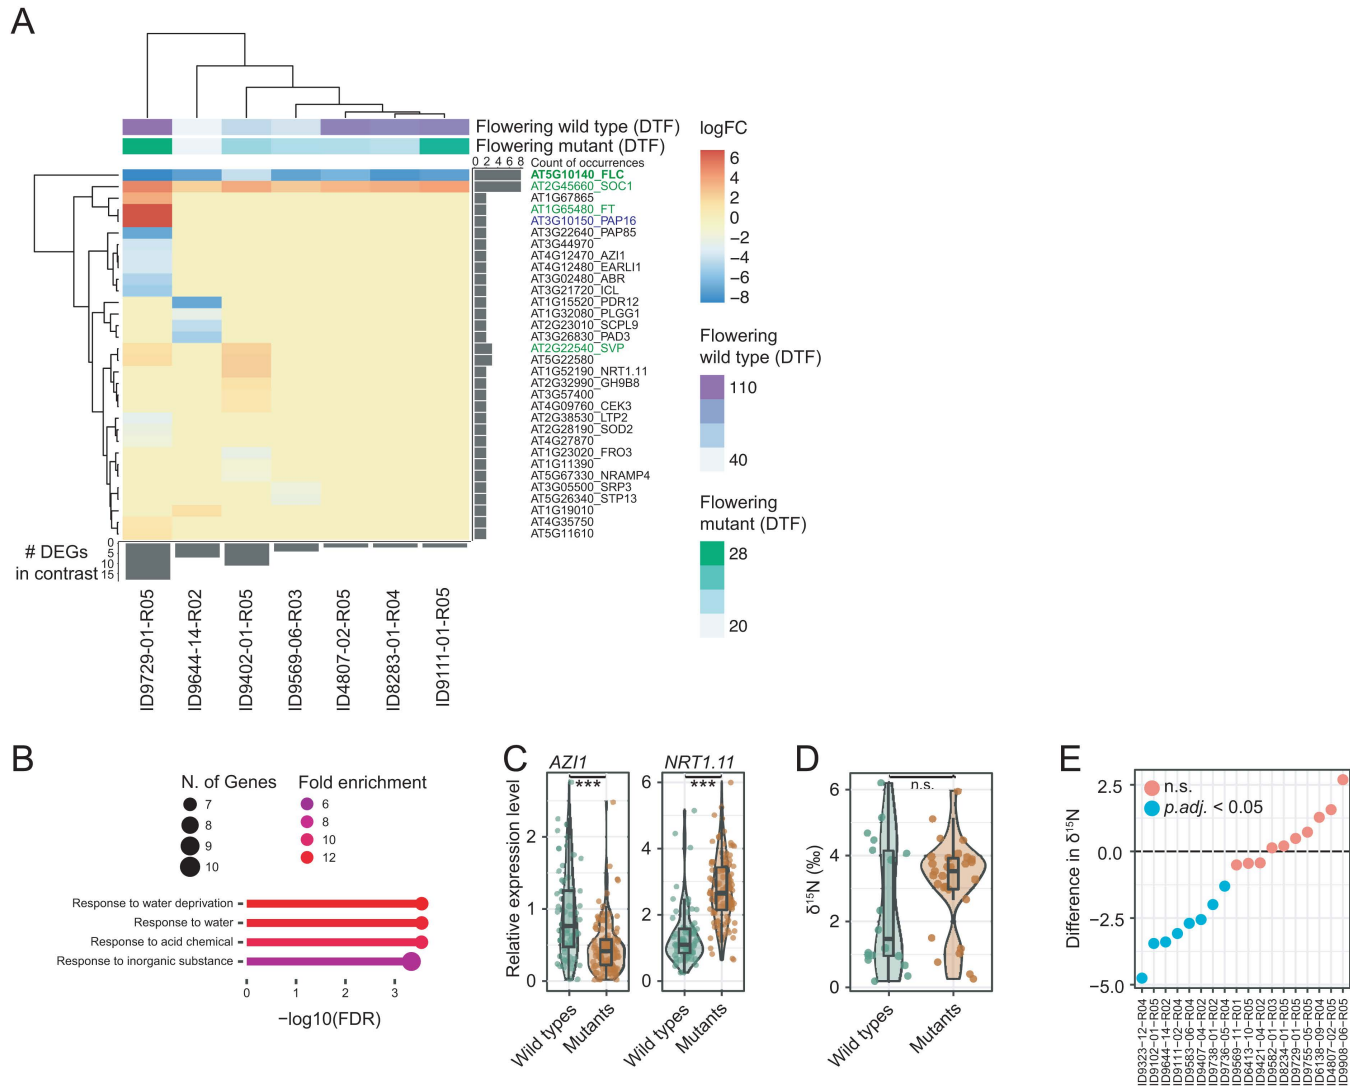 A
Flowering wild type (DTF)
Flowering mutant (DTF)
0 2 4 6 8 Count of occurrences
AT5G10140_FLC
AT2G45660_SOC1
AT1G67865
AT1G65480_FT
AT3G10150_PAP16
AT3G22640_PAP85
AT3G44970
AT4G12470_AZI1
AT4G12480_EARLI1
AT3G02480_ABR
AT3G21720_ICL
AT1G15520_PDR12
AT1G32080_PLGG1
AT2G23010_SCPL9
AT3G26830_PAD3
AT2G22540_SVP
AT5G22580
AT1G52190_NRT1.11
AT2G32990_GH9B8
AT3G57400
AT4G09760_CEK3
AT2G38530_LTP2
AT2G28190_SOD2
AT4G27870
AT1G23020_FRO3
AT1G11390
AT5G67330_NRAMP4
AT3G05500_SRP3
AT5G26340_STP13
AT1G19010
AT4G35750
AT5G11610
# DEGs
in contrast
0
5
10
15
ID9729-01-R05
ID9644-14-R02
ID9402-01-R05
ID9569-06-R03
ID4807-02-R05
ID8283-01-R04
ID9111-01-R05
logFC
6
4
2
0
−2
−4
−6
−8
Flowering
wild type (DTF)
110
40
Flowering
mutant (DTF)
28
20
B
N. of Genes
7
8
9
10
Fold enrichment
6
8
10
12
Response to water deprivation
Response to water
Response to acid chemical
Response to inorganic substance
0 1 2 3
−log10(FDR)
C
AZI1
NRT1.11
Relative expression level
***
2
1
0
***
6
4
2
0
Wild types
Mutants
Wild types
Mutants
D
n.s.
δ¹⁵N (‰)
6
4
2
0
Wild types
Mutants
E
n.s.
p.adj. < 0.05
Difference in δ¹⁵N
2.5
0.0
−2.5
−5.0
ID9323−12−R04
ID9102−01−R05
ID9644−14−R02
ID9111−02−R04
ID9583−06−R04
ID9407−04−R02
ID9738−01−R02
ID9736−05−R04
ID9569−11−R01
ID6413−10−R05
ID9421−04−R02
ID9582−01−R03
ID8234−01−R05
ID9729−01−R05
ID9755−05−R05
ID6138−09−R04
ID4807−02−R05
ID9908−06−R05